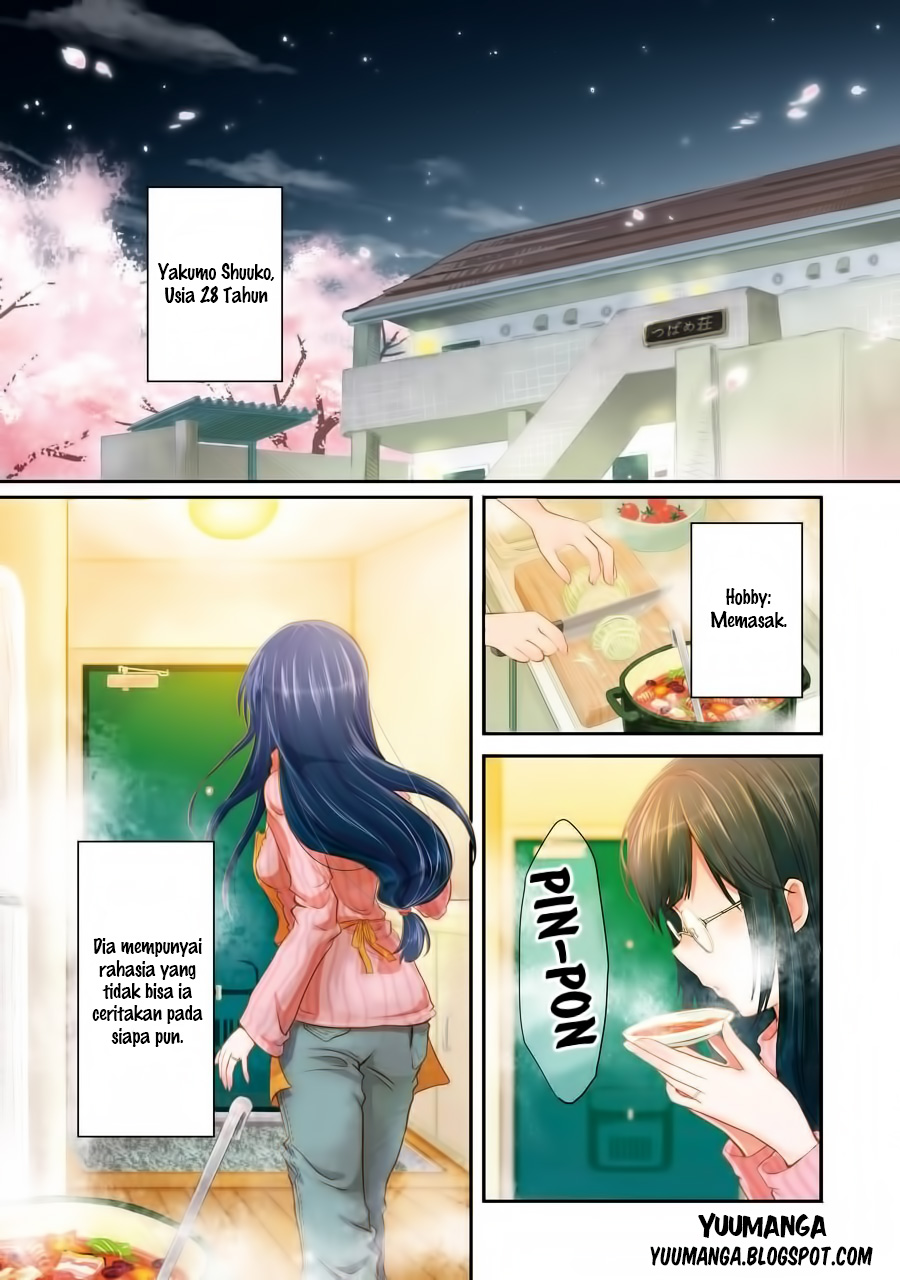 Yakumo Shuuko,
Usia 28 Tahun
つばめ荘
Hobby:
Memasak.
PIN-PON
Dia mempunyai
rahasia yang
tidak bisa ia
ceritakan pada
siapa pun.
YUUMANGA
YUUMANGA.BLOGSPOT.COM